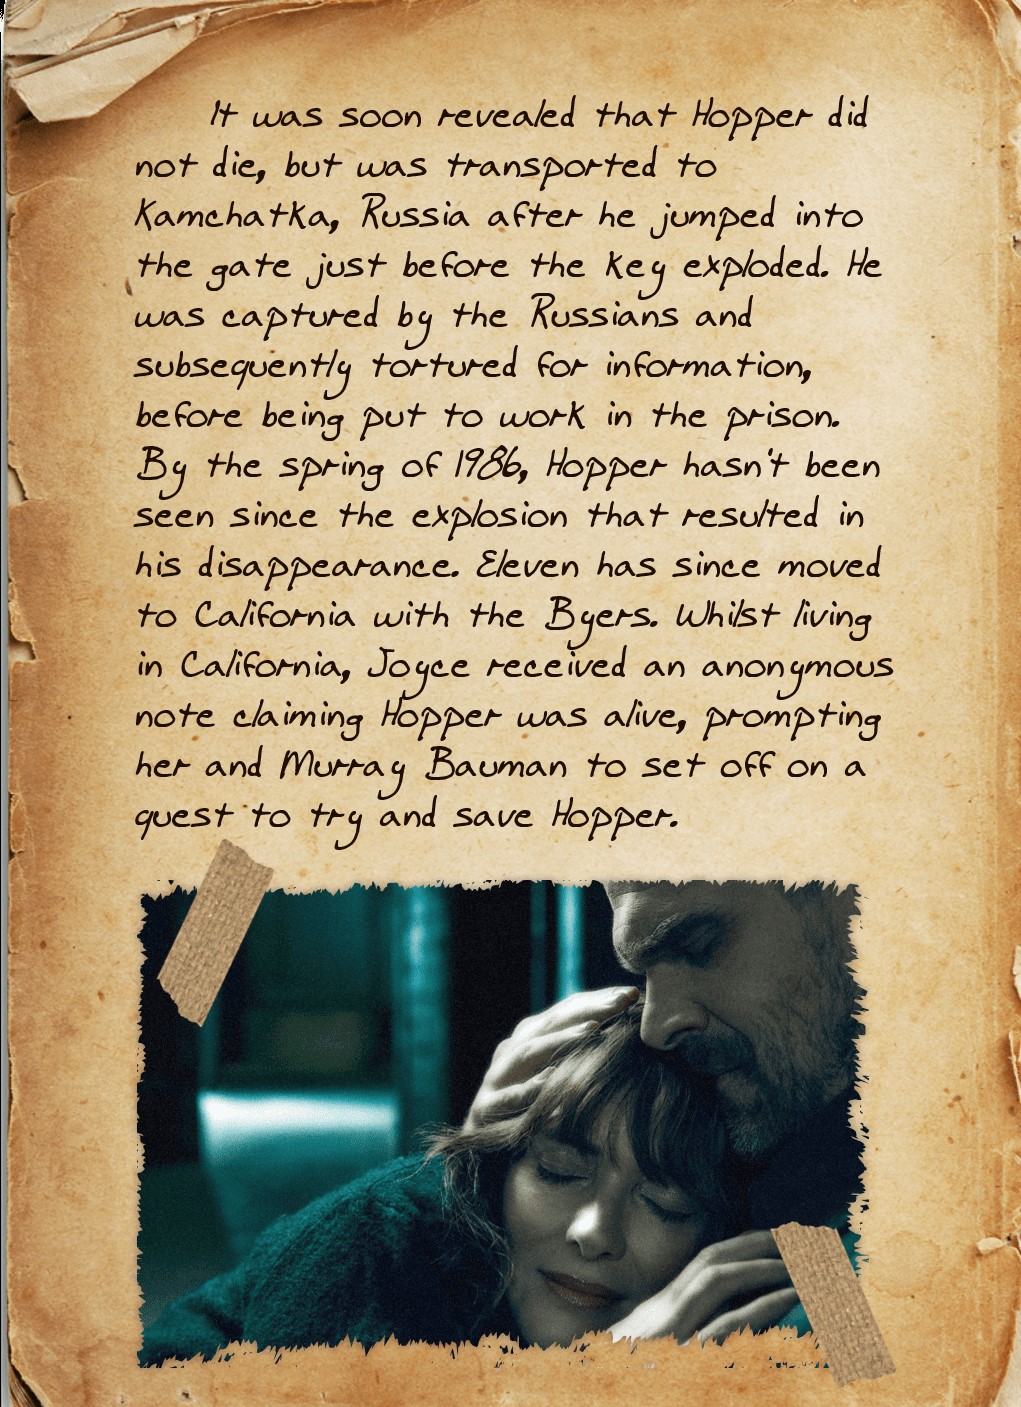 It was soon revealed that Hopper did
not die, but was transported to
Kamchatka, Russia after he jumped into
the gate just before the key exploded. He
was captured by the Russians and
subsequently tortured for information,
before being put to work in the prison.
By the spring of 1986, Hopper hasn't been
seen since the explosion that resulted in
his disappearance. Eleven has since moved
to California with the Byers. Whilst living
in California, Joyce received an anonymous
note claiming Hopper was alive, prompting
her and Murray Bauman to set off on a
quest to try and save Hopper.